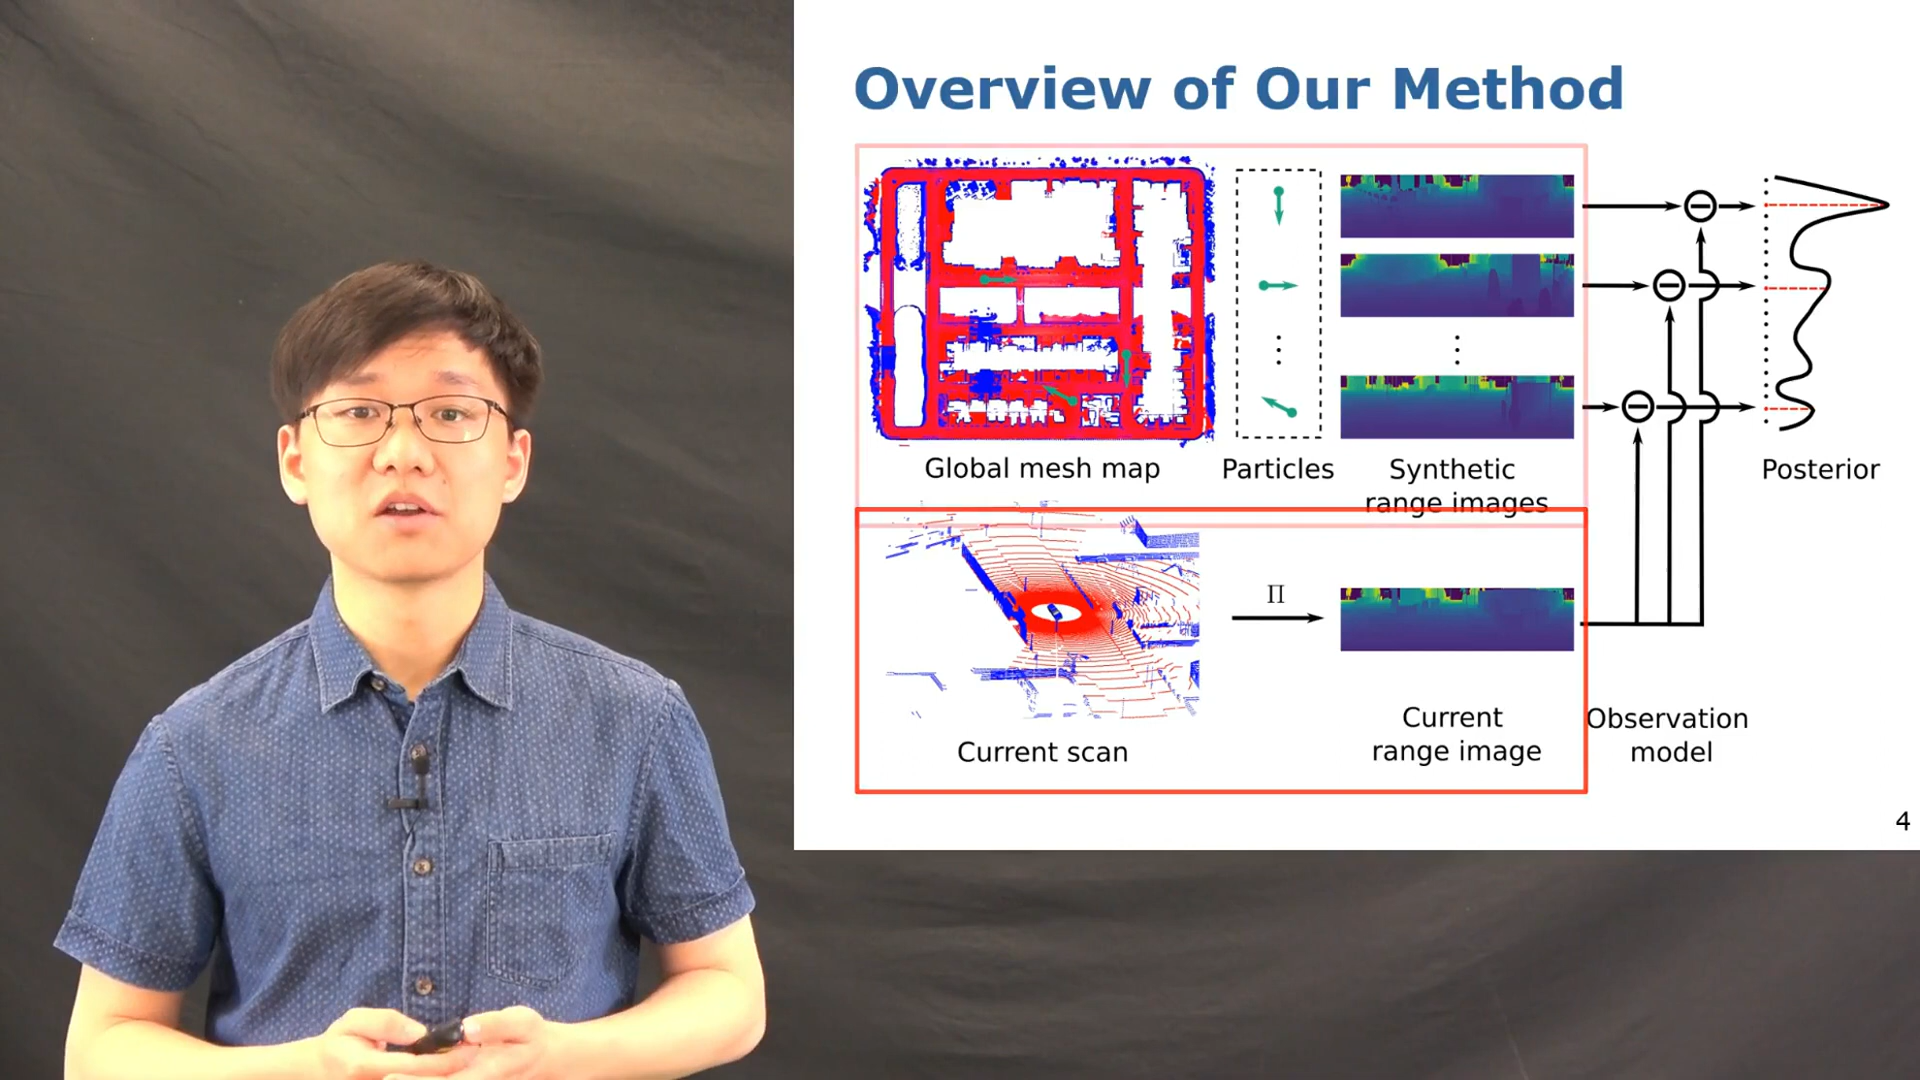 Overview of Our Method
Global mesh map
Particles
Synthetic
range images
Posterior
Π
Current scan
Current
range image
Observation
model
4